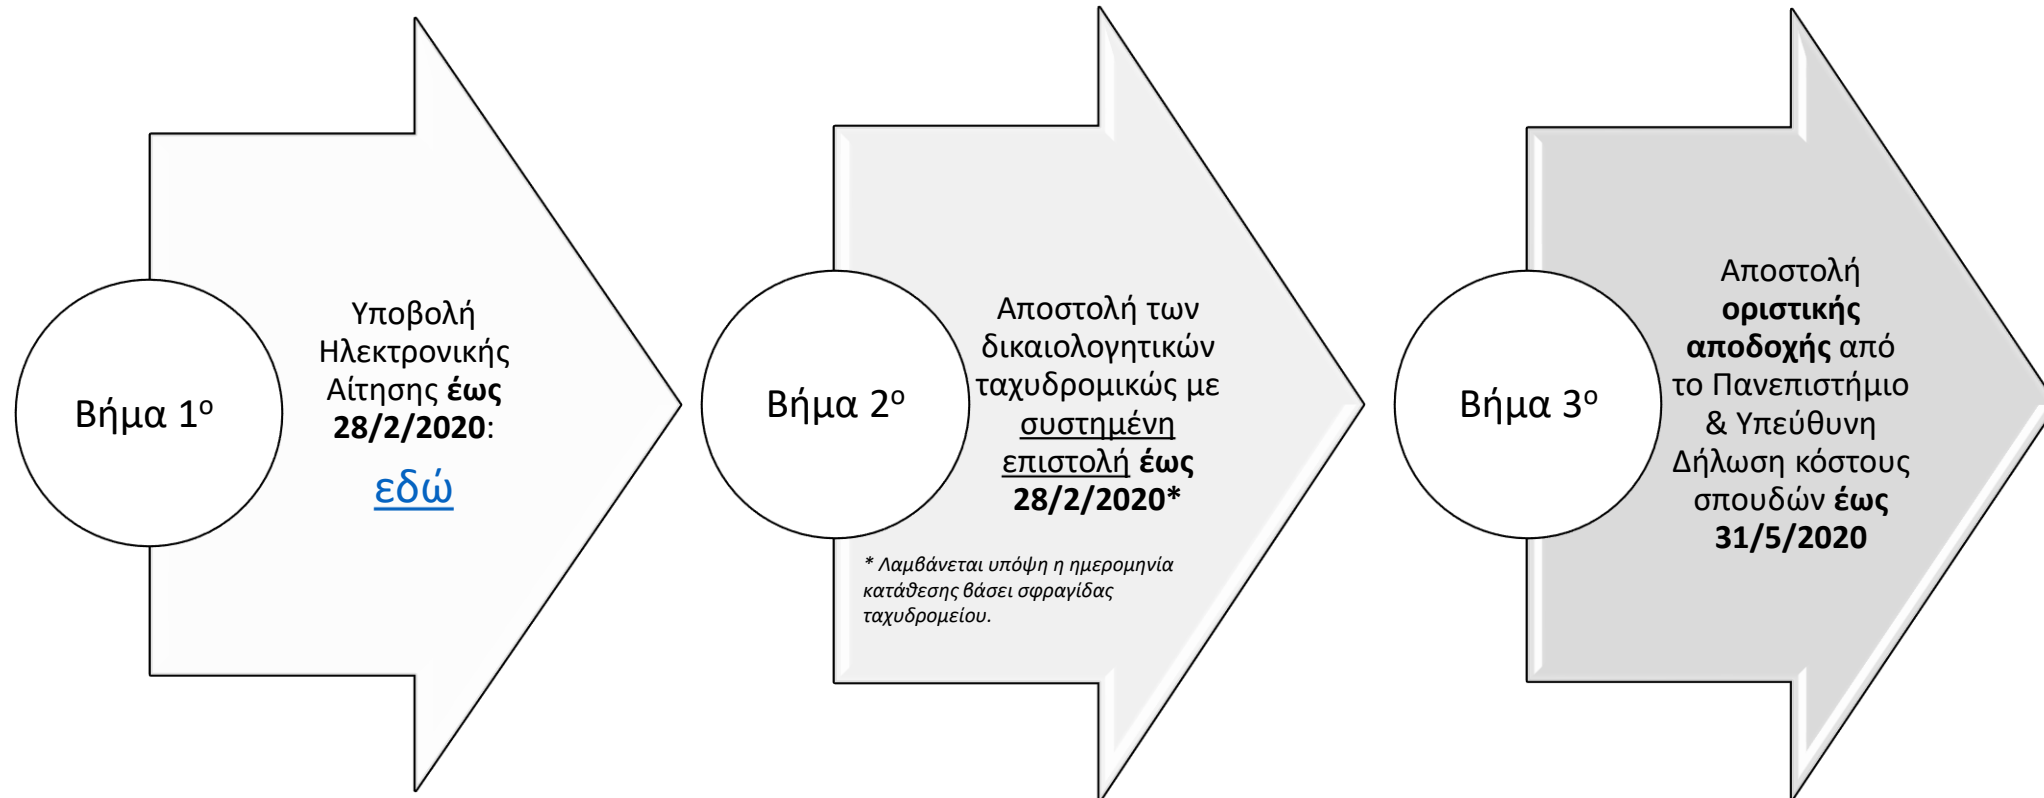 Βήμα 1ο
Υποβολή
Ηλεκτρονικής
Αίτησης έως
28/2/2020:
εδώ
Βήμα 2ο
Αποστολή των
δικαιολογητικών
ταχυδρομικώς με
συστημένη
επιστολή έως
28/2/2020*
* Λαμβάνεται υπόψη η ημερομηνία
κατάθεσης βάσει σφραγίδας
ταχυδρομείου.
Βήμα 3ο
Αποστολή
οριστικής
αποδοχής από
το Πανεπιστήμιο
& Υπεύθυνη
Δήλωση κόστους
σπουδών έως
31/5/2020